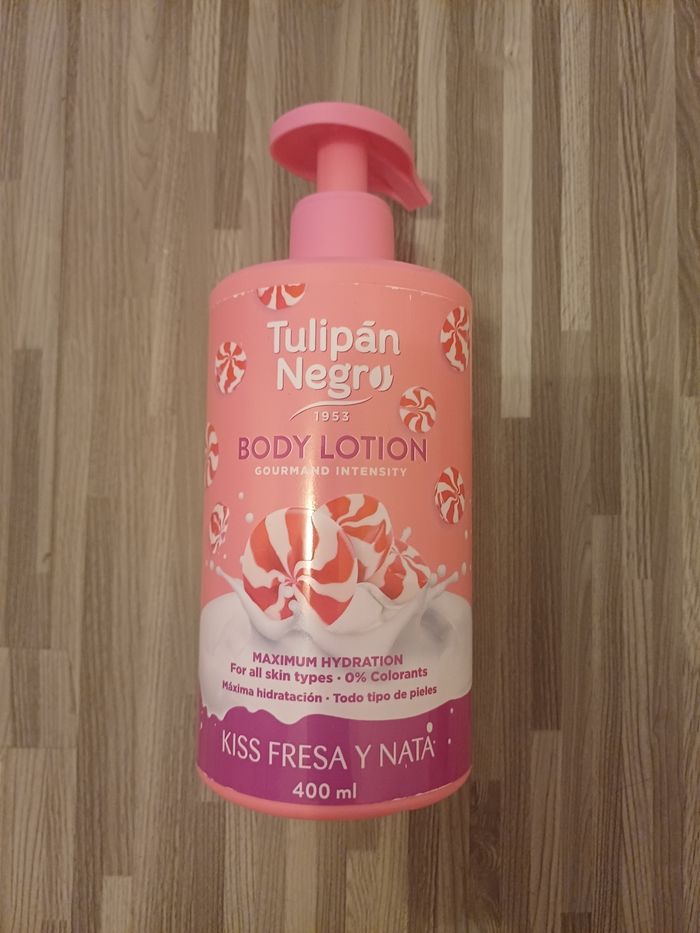 Tulipán
Negro
1953
BODY LOTION
GOURMAND INTENSITY
MAXIMUM HYDRATION
For all skin types · 0% Colorants
Máxima hidratación · Todo tipo de pieles
KISS FRESA Y NATA
400 ml